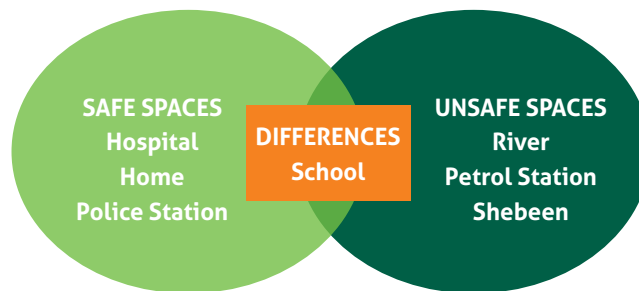 SAFE SPACES
Hospital
Home
Police Station
DIFFERENCES
School
UNSAFE SPACES
River
Petrol Station
Shebeen